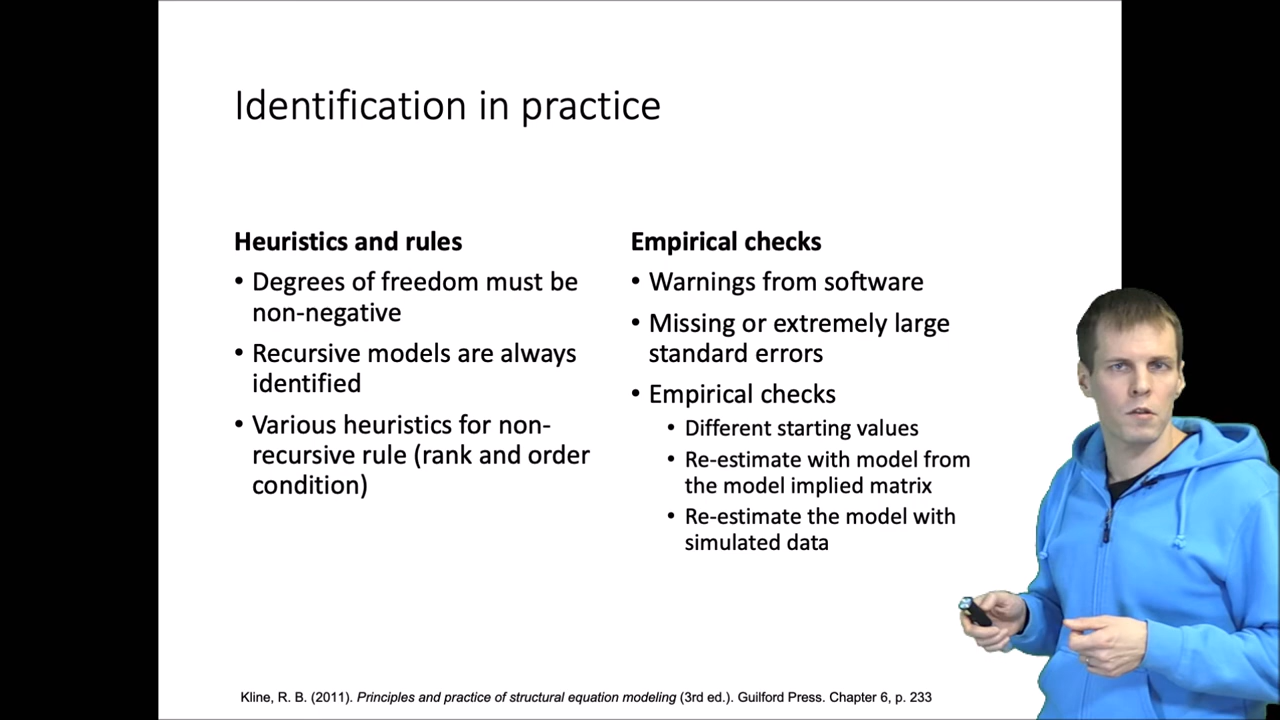 Identification in practice
Heuristics and rules
• Degrees of freedom must be
non-negative
• Recursive models are always
identified
• Various heuristics for non-
recursive rule (rank and order
condition)
Empirical checks
• Warnings from software
• Missing or extremely large
standard errors
• Empirical checks
• Different starting values
• Re-estimate with model from
the model implied matrix
• Re-estimate the model with
simulated data
Kline, R. B. (2011). Principles and practice of structural equation modeling (3rd ed.). Guilford Press. Chapter 6, p. 233